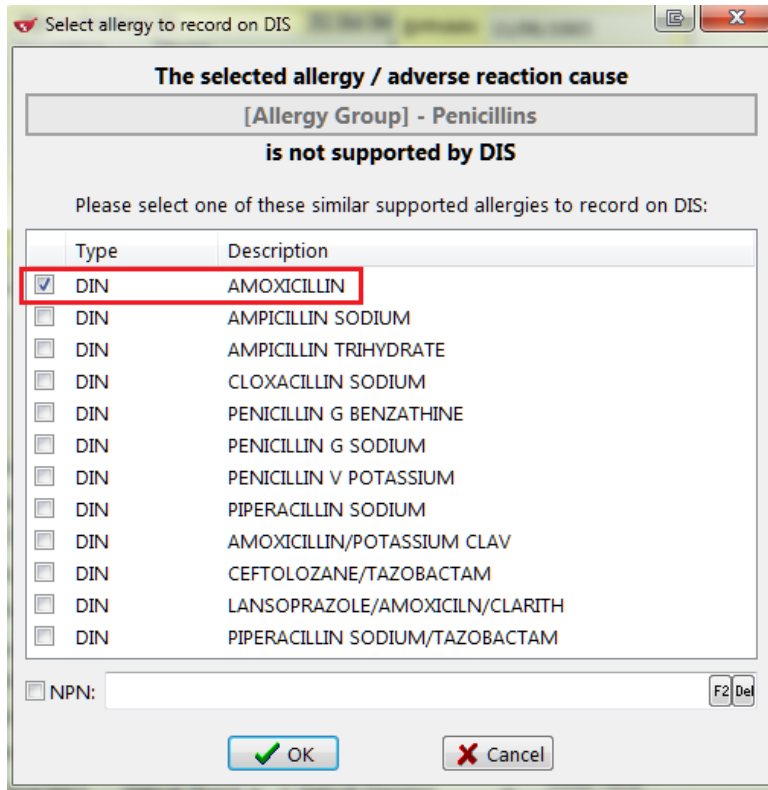 Select allergy to record on DIS
The selected allergy / adverse reaction cause
[Allergy Group] - Penicillins
is not supported by DIS
Please select one of these similar supported allergies to record on DIS:
Type Description
DIN AMOXICILLIN
DIN AMPICILLIN SODIUM
DIN AMPICILLIN TRIHYDRATE
DIN CLOXACILLIN SODIUM
DIN PENICILLIN G BENZATHINE
DIN PENICILLIN G SODIUM
DIN PENICILLIN V POTASSIUM
DIN PIPERACILLIN SODIUM
DIN AMOXICILLIN/POTASSIUM CLAV
DIN CEFTOLOZANE/TAZOBACTAM
DIN LANSOPRAZOLE/AMOXICILN/CLARITH
DIN PIPERACILLIN SODIUM/TAZOBACTAM
NPN: F2 Del
OK Cancel